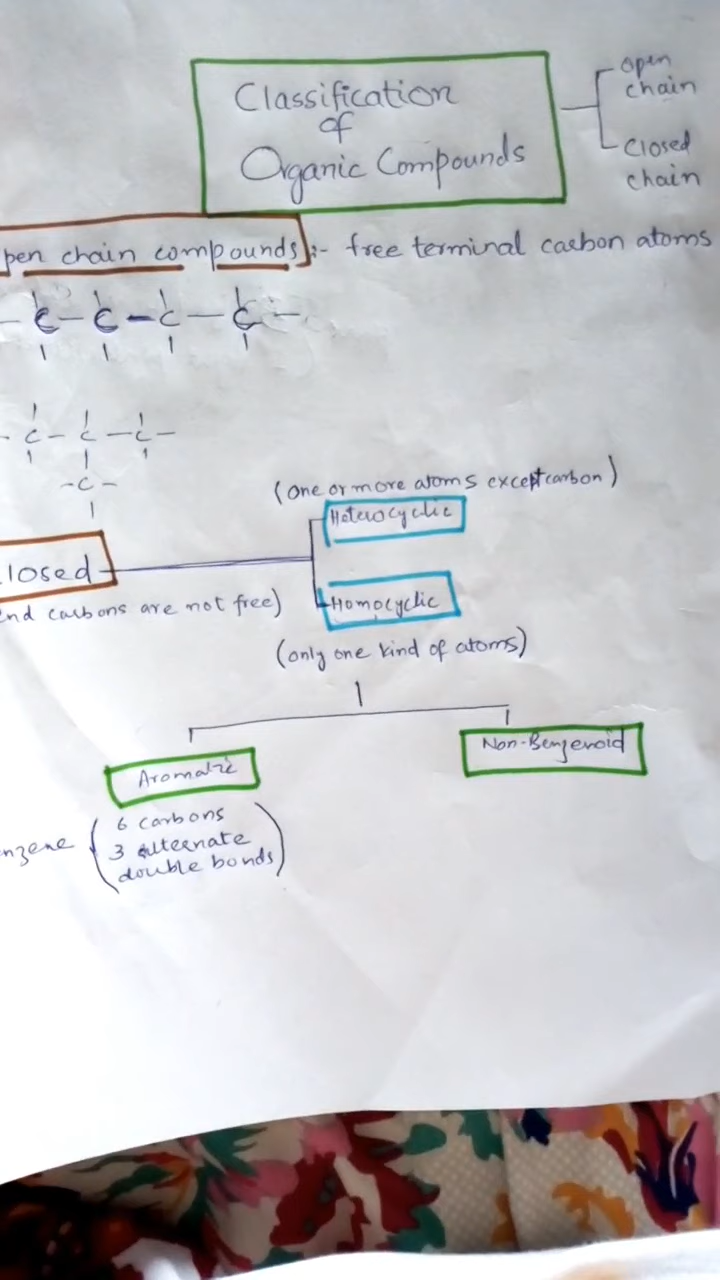 Classification
of
Organic Compounds
open
chain
closed
chain
pen chain compounds:- free terminal carbon atoms
- C - C - C - C -
- C - C - C -
- C -
(one or more atoms except carbon)
Heterocyclic
losed
end carbons are not free)
Homocyclic
(only one kind of atoms)
Aromatic
Non-Benzenoid
nzene (6 carbons
3 alternate
double bonds)